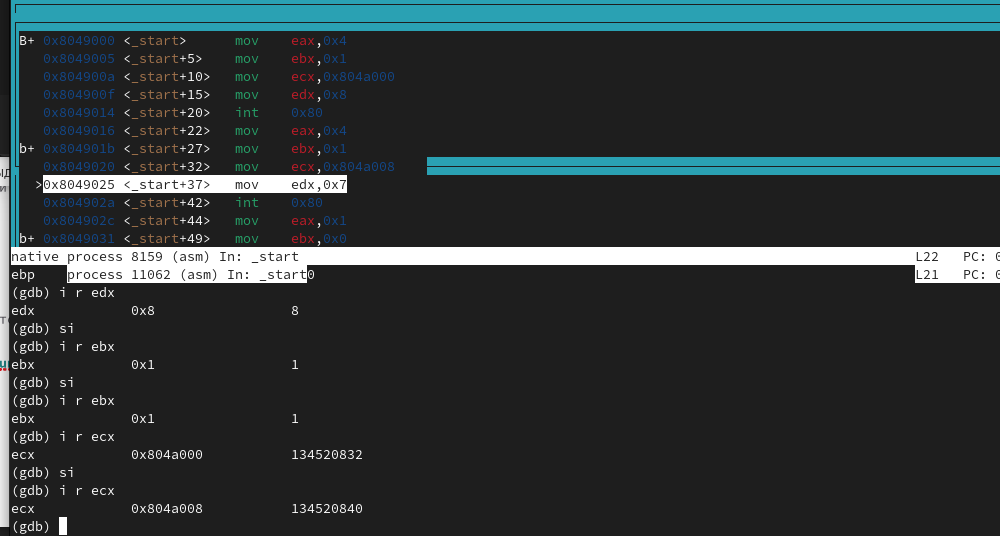 B+ 0x8049000 <_start> mov eax,0x4
0x8049005 <_start+5> mov ebx,0x1
0x804900a <_start+10> mov ecx,0x804a000
0x804900f <_start+15> mov edx,0x8
0x8049014 <_start+20> int 0x80
0x8049016 <_start+22> mov eax,0x4
b+ 0x804901b <_start+27> mov ebx,0x1
0x8049020 <_start+32> mov ecx,0x804a008
>0x8049025 <_start+37> mov edx,0x7
0x804902a <_start+42> int 0x80
0x804902c <_start+44> mov eax,0x1
b+ 0x8049031 <_start+49> mov ebx,0x0
native process 8159 (asm) In: _start L22 PC: 0
ebp process 11062 (asm) In: _start0 L21 PC: 0
(gdb) i r edx
edx 0x8 8
(gdb) si
(gdb) i r ebx
ebx 0x1 1
(gdb) si
(gdb) i r ebx
ebx 0x1 1
(gdb) i r ecx
ecx 0x804a000 134520832
(gdb) si
(gdb) i r ecx
ecx 0x804a008 134520840
(gdb)